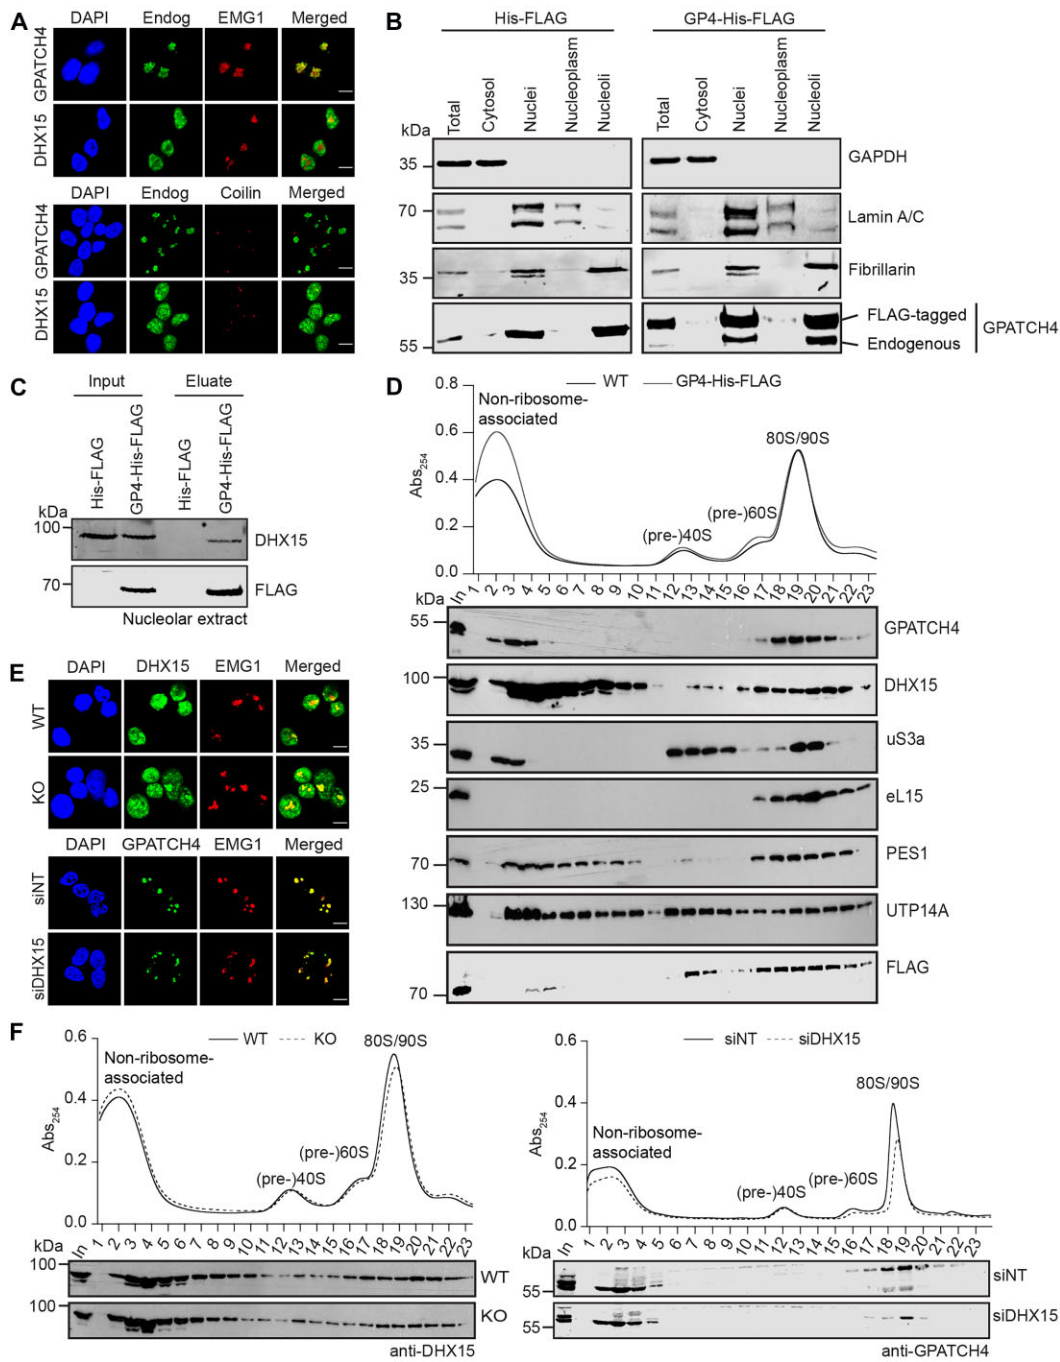 A
DAPI Endog EMG1 Merged
GPATCH4
DHX15
DAPI Endog Coilin Merged
GPATCH4
DHX15
B
His-FLAG GP4-His-FLAG
Total Cytosol Nuclei Nucleoplasm Nucleoli Total Cytosol Nuclei Nucleoplasm Nucleoli
kDa
35 GAPDH
70 Lamin A/C
35 Fibrillarin
FLAG-tagged
GPATCH4
55 Endogenous
C
Input Eluate
His-FLAG GP4-His-FLAG His-FLAG GP4-His-FLAG
kDa
100 DHX15
70 FLAG
Nucleolar extract
D
WT GP4-His-FLAG
0.8
Non-ribosome-
associated
80S/90S
0.6
Abs254
0.4
(pre-)60S
0.2
(pre-)40S
0.0
In 1 2 3 4 5 6 7 8 9 10 11 12 13 14 15 16 17 18 19 20 21 22 23
kDa
55 GPATCH4
100 DHX15
35 uS3a
25 eL15
70 PES1
130 UTP14A
70 FLAG
E
DAPI DHX15 EMG1 Merged
WT
KO
DAPI GPATCH4 EMG1 Merged
siNT
siDHX15
F
WT KO
0.6
80S/90S
Non-ribosome-
associated
0.4
Abs254
(pre-)60S
0.2
(pre-)40S
0.0
In 1 2 3 4 5 6 7 8 9 10 11 12 13 14 15 16 17 18 19 20 21 22 23
kDa
100 WT
100 KO
anti-DHX15
siNT siDHX15
0.6
80S/90S
0.4
Abs254
Non-ribosome-
associated
0.2
(pre-)60S
(pre-)40S
0.0
In 1 2 3 4 5 6 7 8 9 10 11 12 13 14 15 16 17 18 19 20 21 22 23
kDa
55 siNT
55 siDHX15
anti-GPATCH4